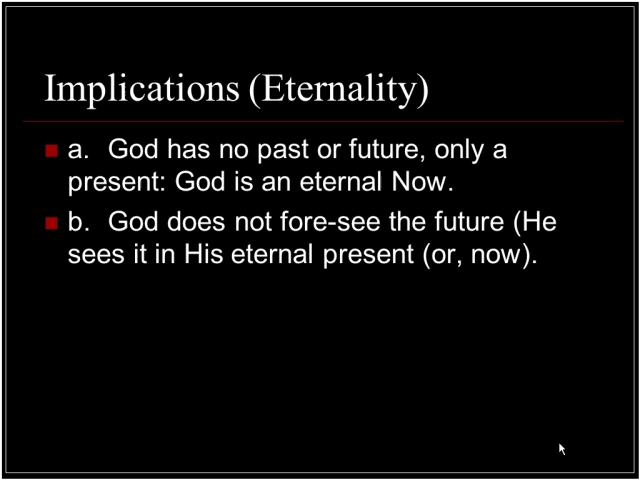 Implications (Eternality)
a. God has no past or future, only a
present: God is an eternal Now.
b. God does not fore-see the future (He
sees it in His eternal present (or, now).